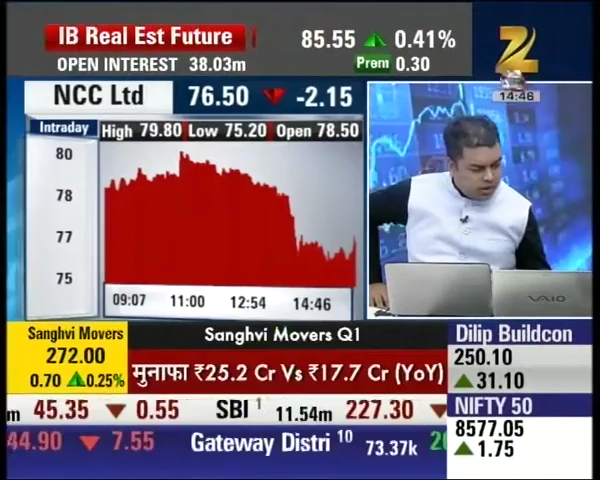 IB Real Est Future
85.55 0.41%
OPEN INTEREST 38.03m
Prem 0.30
14:46
NCC Ltd 76.50 -2.15
Intraday High 79.80 Low 75.20 Open 78.50
80
78
77
75
09:07 11:00 12:54 14:46
VAIO
Sanghvi Movers
272.00
0.70 0.25%
Sanghvi Movers Q1
मुनाफा ₹25.2 Cr Vs ₹17.7 Cr (YoY)
Dilip Buildcon
250.10
31.10
NIFTY 50
8577.05
1.75
m 45.35 0.55 SBI 1 11.54m 227.30
44.90 7.55 Gateway Distri 10 73.37k